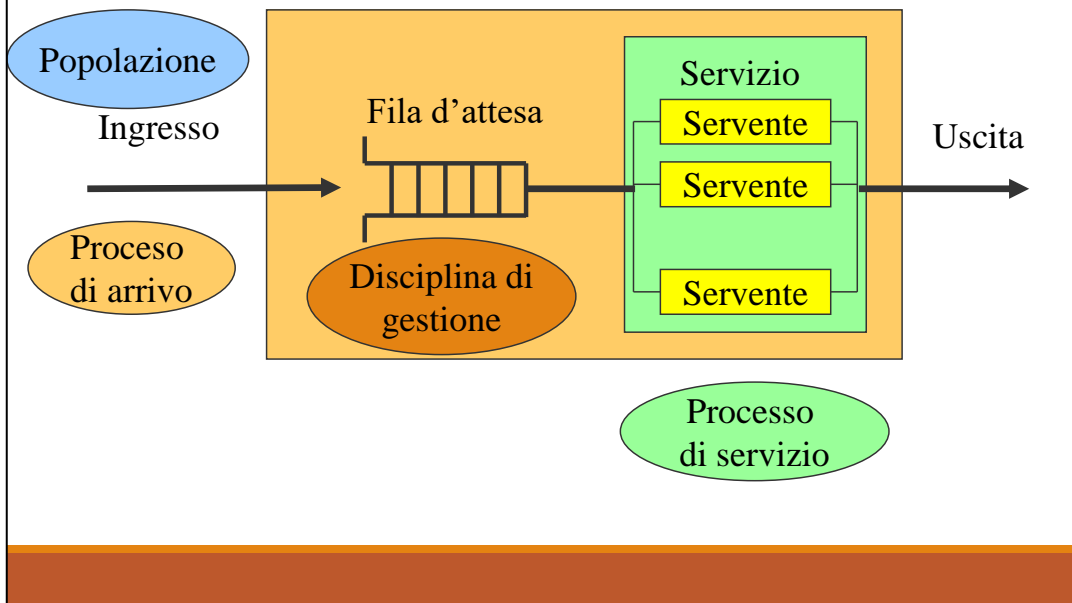 Popolazione
Ingresso
Proceso
di arrivo
Fila d’attesa
Disciplina di
gestione
Servizio
Servente
Servente
Servente
Uscita
Processo
di servizio